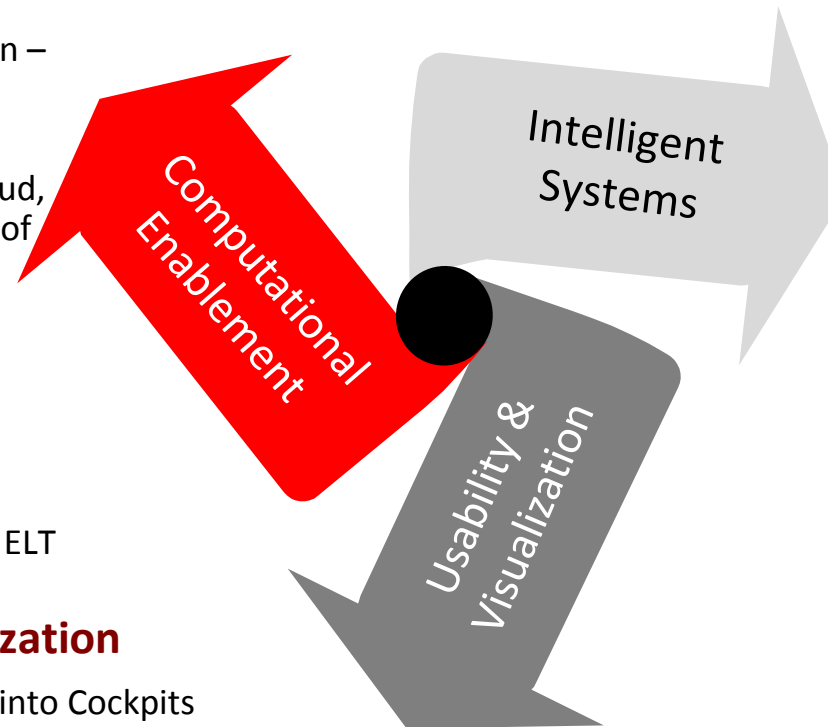 n –
ud,
of
ELT
zation
into Cockpits
Computational
Enablement
Intelligent
Systems
Usability &
Visualization